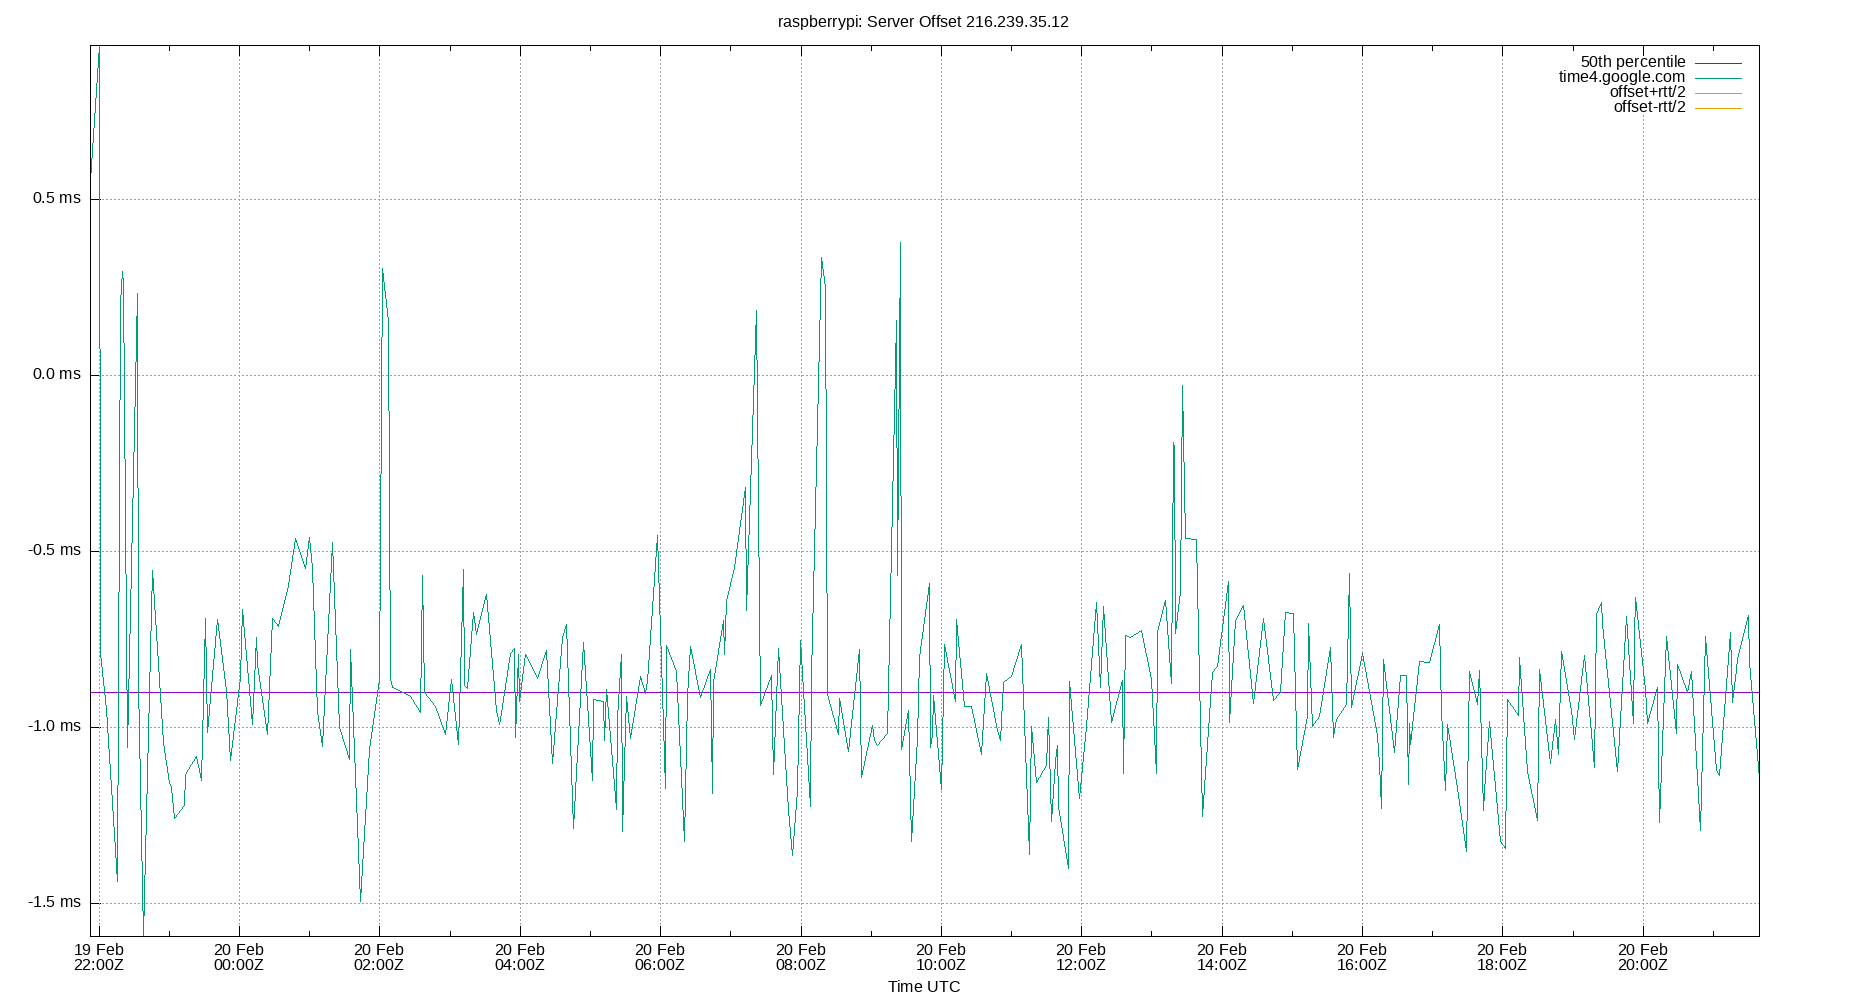 raspberrypi: Server Offset 216.239.35.12
50th percentile
time4.google.com
offset+rtt/2
offset-rtt/2
0.5 ms
0.0 ms
-0.5 ms
-1.0 ms
-1.5 ms
19 Feb 20 Feb 20 Feb 20 Feb 20 Feb 20 Feb 20 Feb 20 Feb 20 Feb 20 Feb 20 Feb 20 Feb
22:00Z 00:00Z 02:00Z 04:00Z 06:00Z 08:00Z 10:00Z 12:00Z 14:00Z 16:00Z 18:00Z 20:00Z
Time UTC